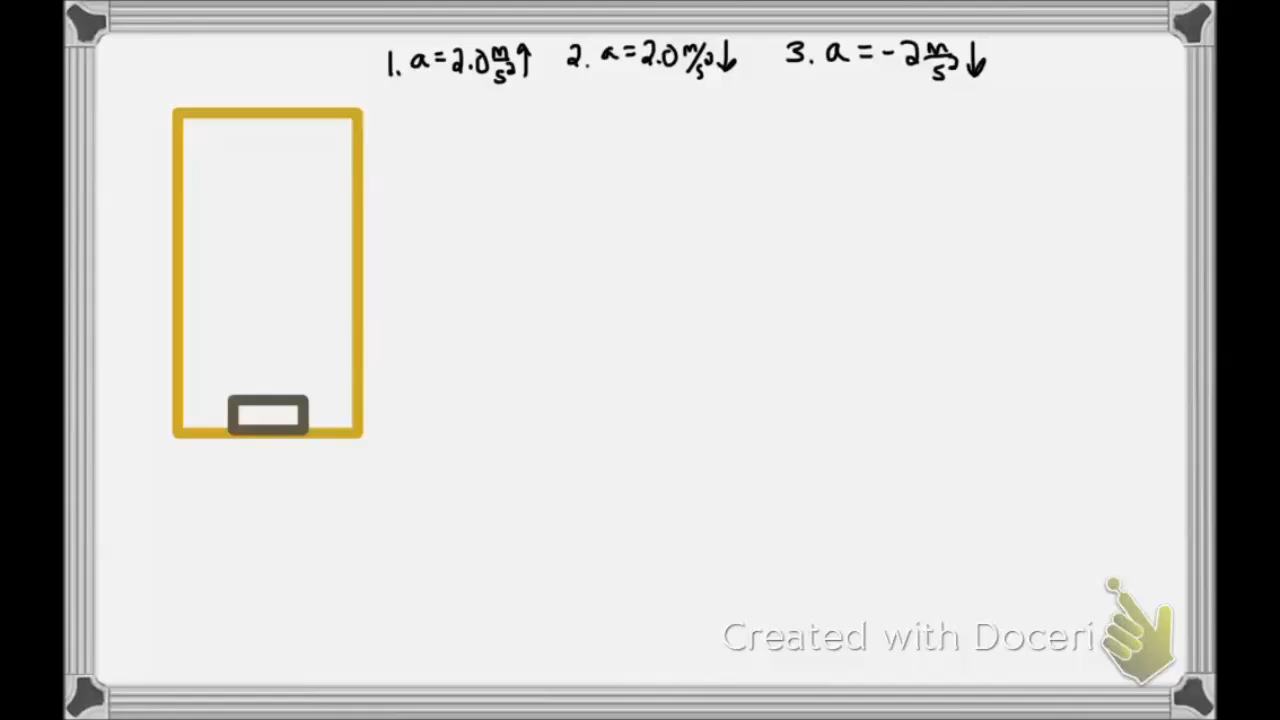 1. a = 2.0 m/s² ↑ 2. a = 2.0 m/s² ↓ 3. a = -2 m/s² ↓
Created with Doceri